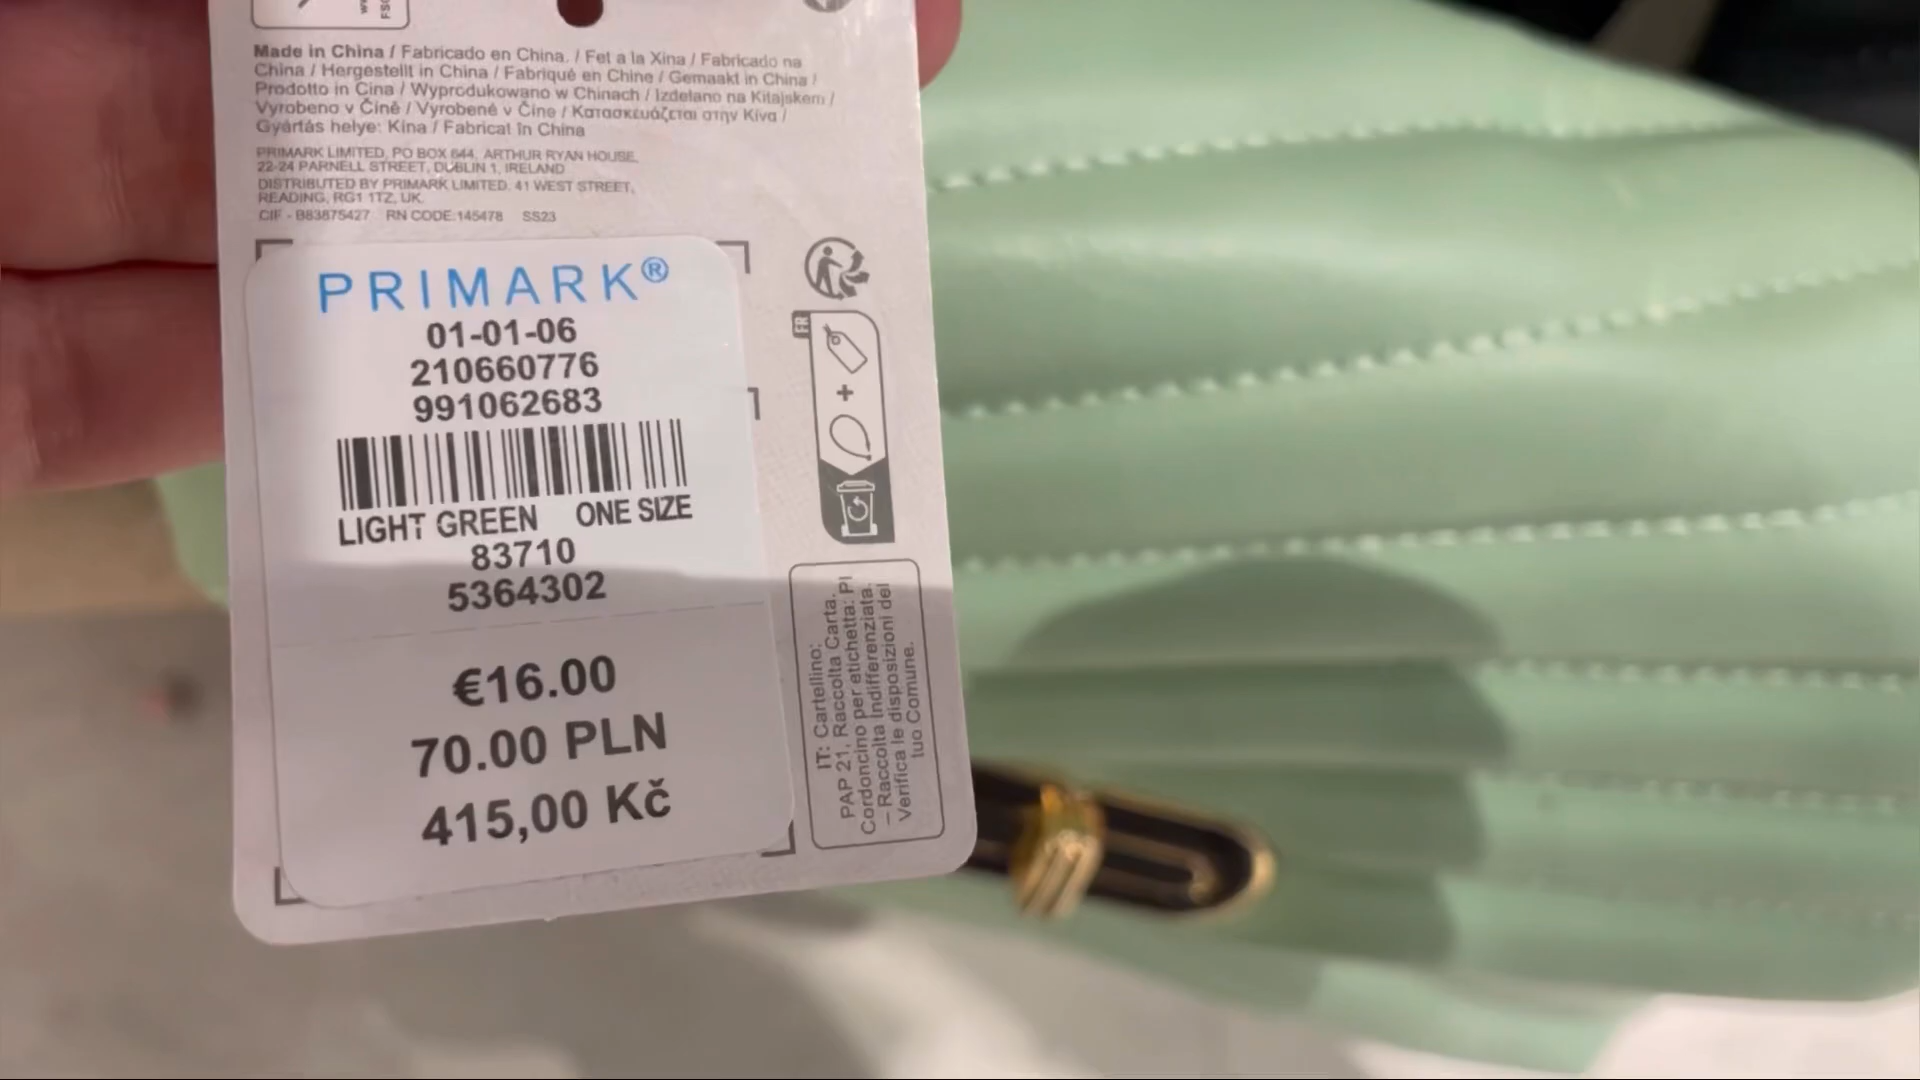 Made in China / Fabricado en China. / Fet a la Xina / Fabricado na
China / Hergestellt in China / Fabriqué en Chine / Gemaakt in China /
Prodotto in Cina / Wyprodukowano w Chinach / Izdelano na Kitajskem /
Vyrobeno v Číně / Vyrobené v Číne / Κατασκευάζεται στην Κίνα /
Gyártás helye: Kína / Fabricat în China
PRIMARK LIMITED, PO BOX 644, ARTHUR RYAN HOUSE,
22-24 PARNELL STREET, DUBLIN 1, IRELAND
DISTRIBUTED BY PRIMARK LIMITED. 41 WEST STREET,
READING, RG1 1TZ, UK.
CIF - B83875427 RN CODE:145478 SS23
PRIMARK®
01-01-06
210660776
991062683
LIGHT GREEN ONE SIZE
83710
5364302
€16.00
70.00 PLN
415,00 Kč
FR
+
IT: Cartellino:
PAP 21, Raccolta Carta.
Cordoncino per etichetta: PI
– Raccolta Indifferenziata.
Verifica le disposizioni del
tuo Comune.